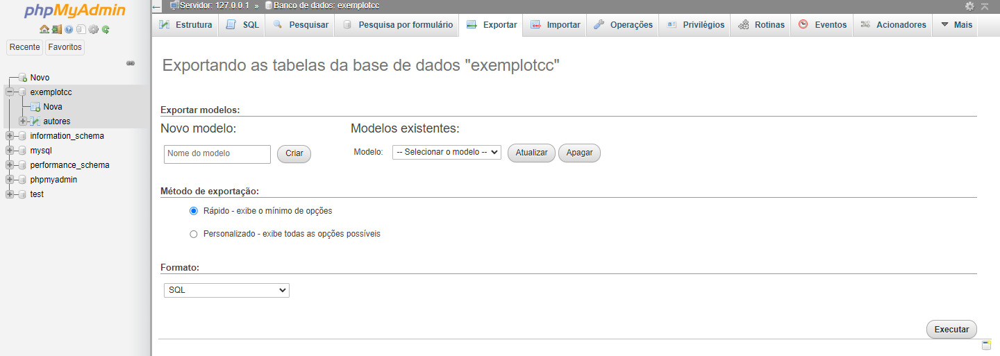 phpMyAdmin
Recente Favoritos
Novo
exemplotcc
Nova
autores
information_schema
mysql
performance_schema
phpmyadmin
test
Servidor: 127.0.0.1 » Banco de dados: exemplotcc
Estrutura SQL Pesquisar Pesquisa por formulário Exportar Importar Operações Privilégios Rotinas Eventos Acionadores Mais
Exportando as tabelas da base de dados "exemplotcc"
Exportar modelos:
Novo modelo: Modelos existentes:
Nome do modelo Criar Modelo: -- Selecionar o modelo -- Atualizar Apagar
Método de exportação:
Rápido - exibe o mínimo de opções
Personalizado - exibe todas as opções possíveis
Formato:
SQL
Executar